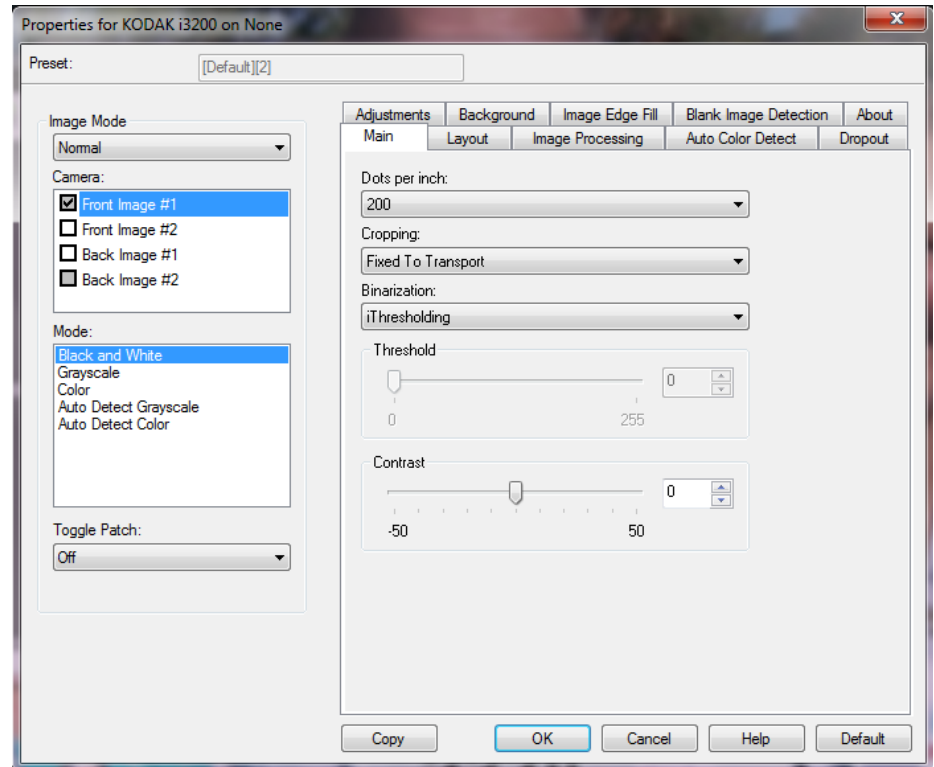 Properties for KODAK i3200 on None
Preset: [Default][2]
Image Mode
Normal
Camera:
Front Image #1
Front Image #2
Back Image #1
Back Image #2
Mode:
Black and White
Grayscale
Color
Auto Detect Grayscale
Auto Detect Color
Toggle Patch:
Off
Adjustments Background Image Edge Fill Blank Image Detection About
Main Layout Image Processing Auto Color Detect Dropout
Dots per inch:
200
Cropping:
Fixed To Transport
Binarization:
iThresholding
Threshold
0
0 255
Contrast
0
-50 50
Copy OK Cancel Help Default